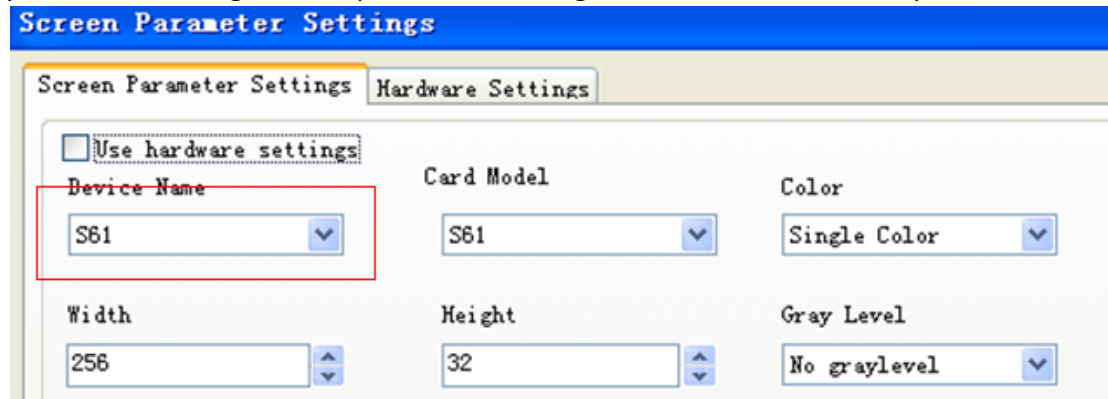 Screen Parameter Settings
Screen Parameter Settings Hardware Settings
Use hardware settings
Device Name Card Model Color
S61 S61 Single Color
Width Height Gray Level
256 32 No graylevel